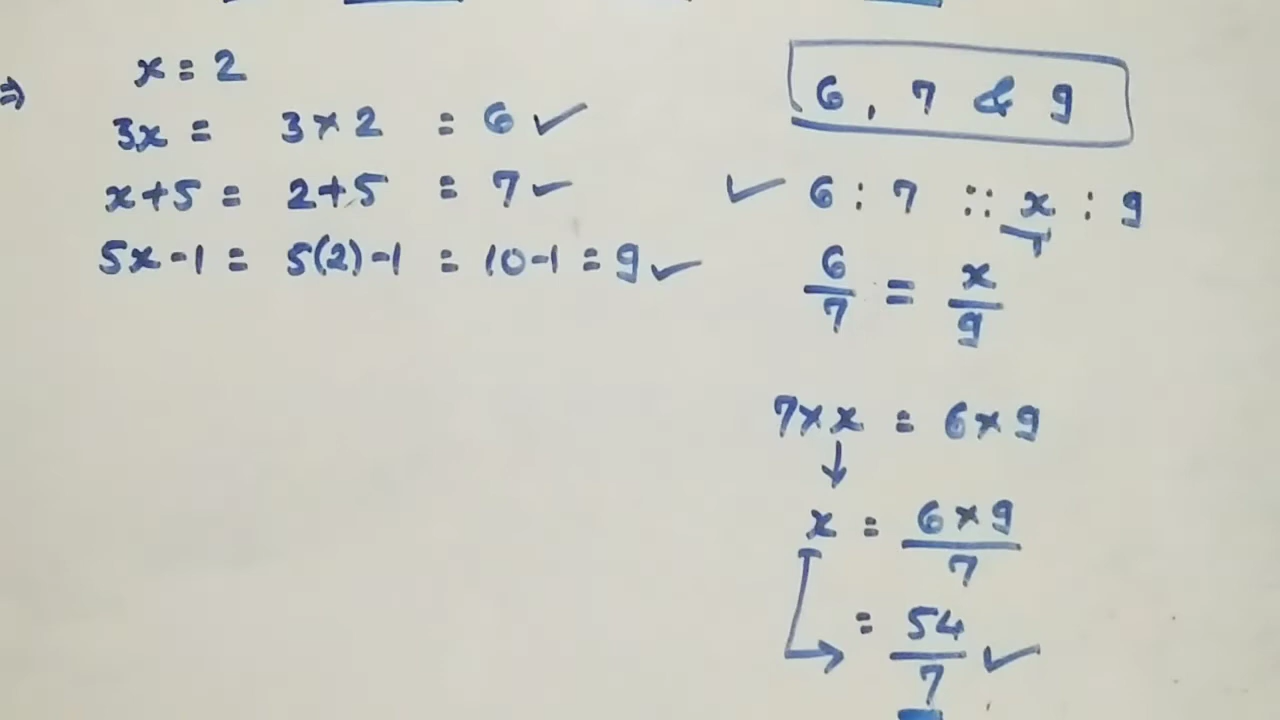 ⇒ x = 2
3x = 3 × 2 = 6 ✓
x+5 = 2+5 = 7 ✓
5x-1 = 5(2)-1 = 10-1 = 9 ✓
6, 7 & 9
✓ 6 : 7 :: x : 9
6/7 = x/9
7×x = 6×9
↓
x = 6×9/7
→ = 54/7 ✓